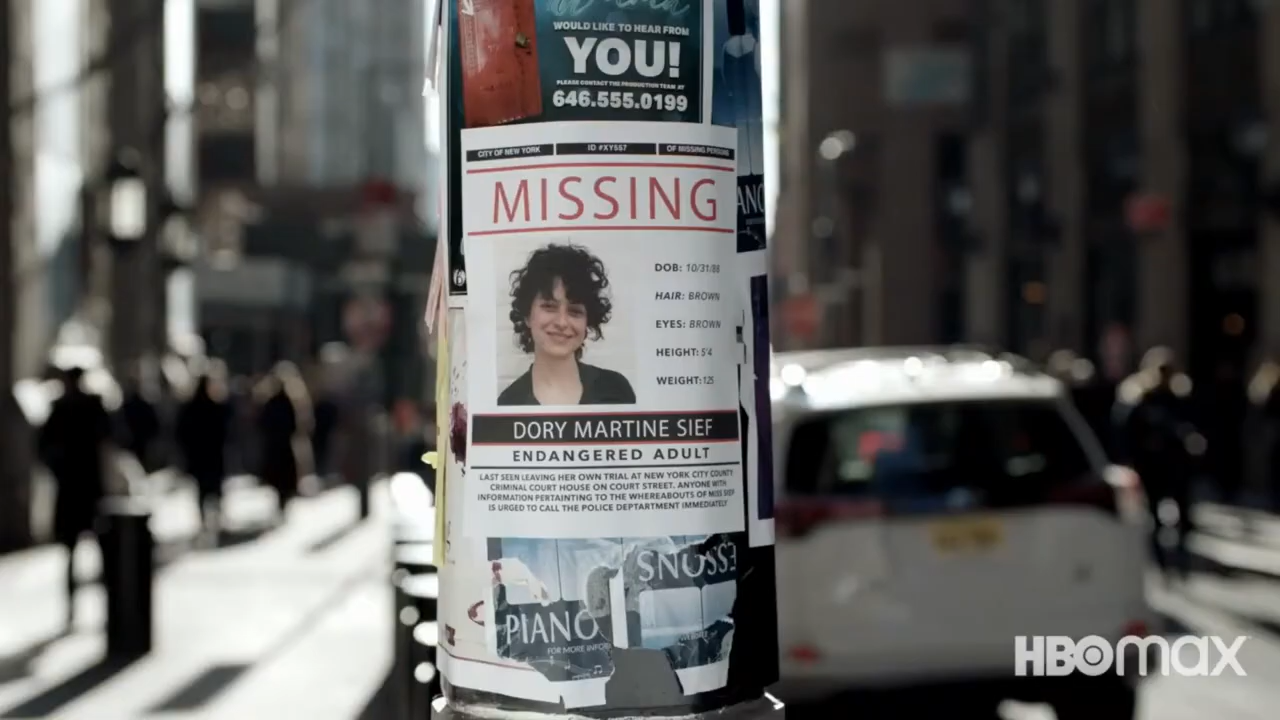 WOULD LIKE TO HEAR FROM
YOU!
PLEASE CONTACT THE PRODUCTION TEAM AT
646.555.0199
CITY OF NEW YORK
ID #XY557
OF MISSING PERSONS
MISSING
DOB: 10/31/88
HAIR: BROWN
EYES: BROWN
HEIGHT: 5'4
WEIGHT: 125
DORY MARTINE SIEF
ENDANGERED ADULT
LAST SEEN LEAVING HER OWN TRIAL AT NEW YORK CITY COUNTY
CRIMINAL COURT HOUSE ON COURT STREET. ANYONE WITH
INFORMATION PERTAINTING TO THE WHEREABOUTS OF MISS SIEF
IS URGED TO CALL THE POLICE DEPTARTMENT IMMEDIATELY
PIANO
FOR MORE INFOR
HBOmax